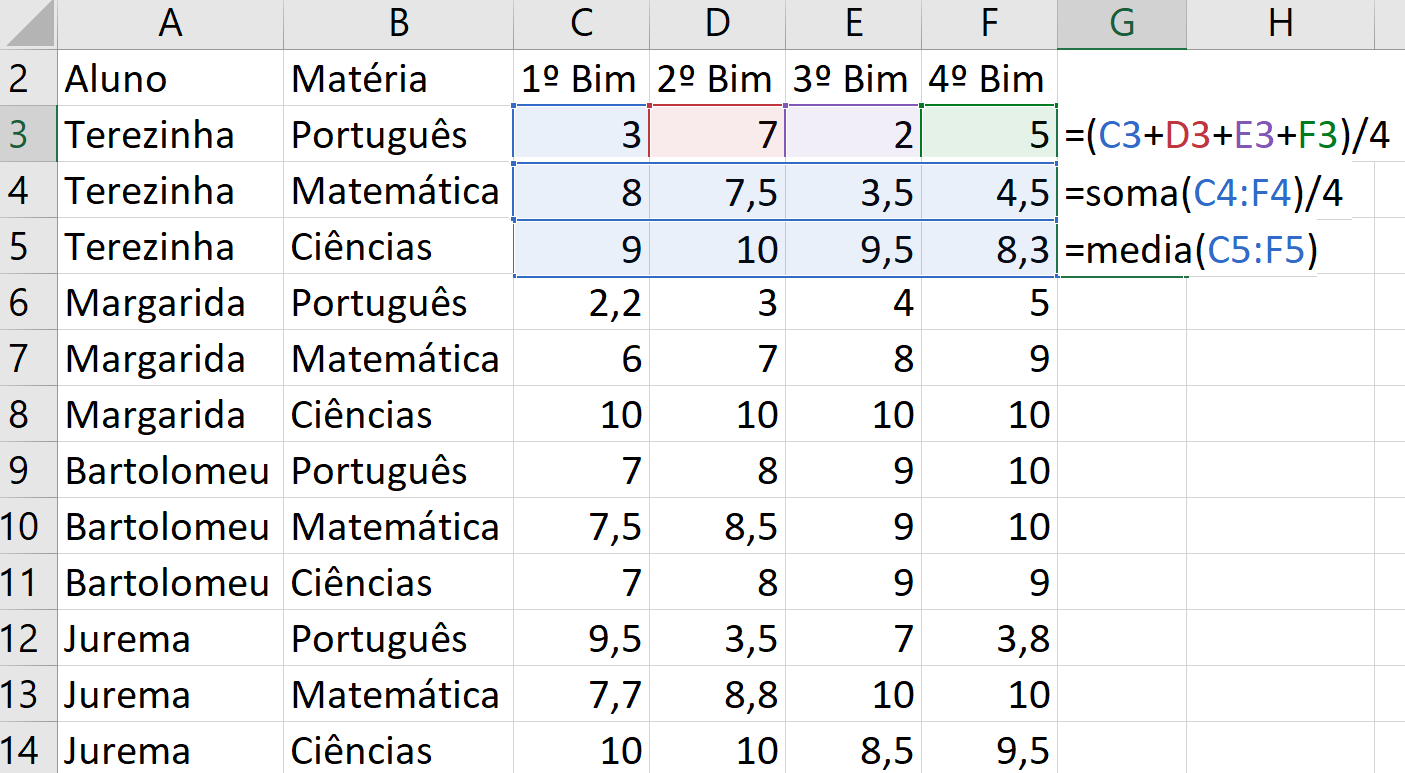 A B C D E F G H
2 Aluno Matéria 1º Bim 2º Bim 3º Bim 4º Bim
3 Terezinha Português 3 7 2 5 =(C3+D3+E3+F3)/4
4 Terezinha Matemática 8 7,5 3,5 4,5 =soma(C4:F4)/4
5 Terezinha Ciências 9 10 9,5 8,3 =media(C5:F5)
6 Margarida Português 2,2 3 4 5
7 Margarida Matemática 6 7 8 9
8 Margarida Ciências 10 10 10 10
9 Bartolomeu Português 7 8 9 10
10 Bartolomeu Matemática 7,5 8,5 9 10
11 Bartolomeu Ciências 7 8 9 9
12 Jurema Português 9,5 3,5 7 3,8
13 Jurema Matemática 7,7 8,8 10 10
14 Jurema Ciências 10 10 8,5 9,5